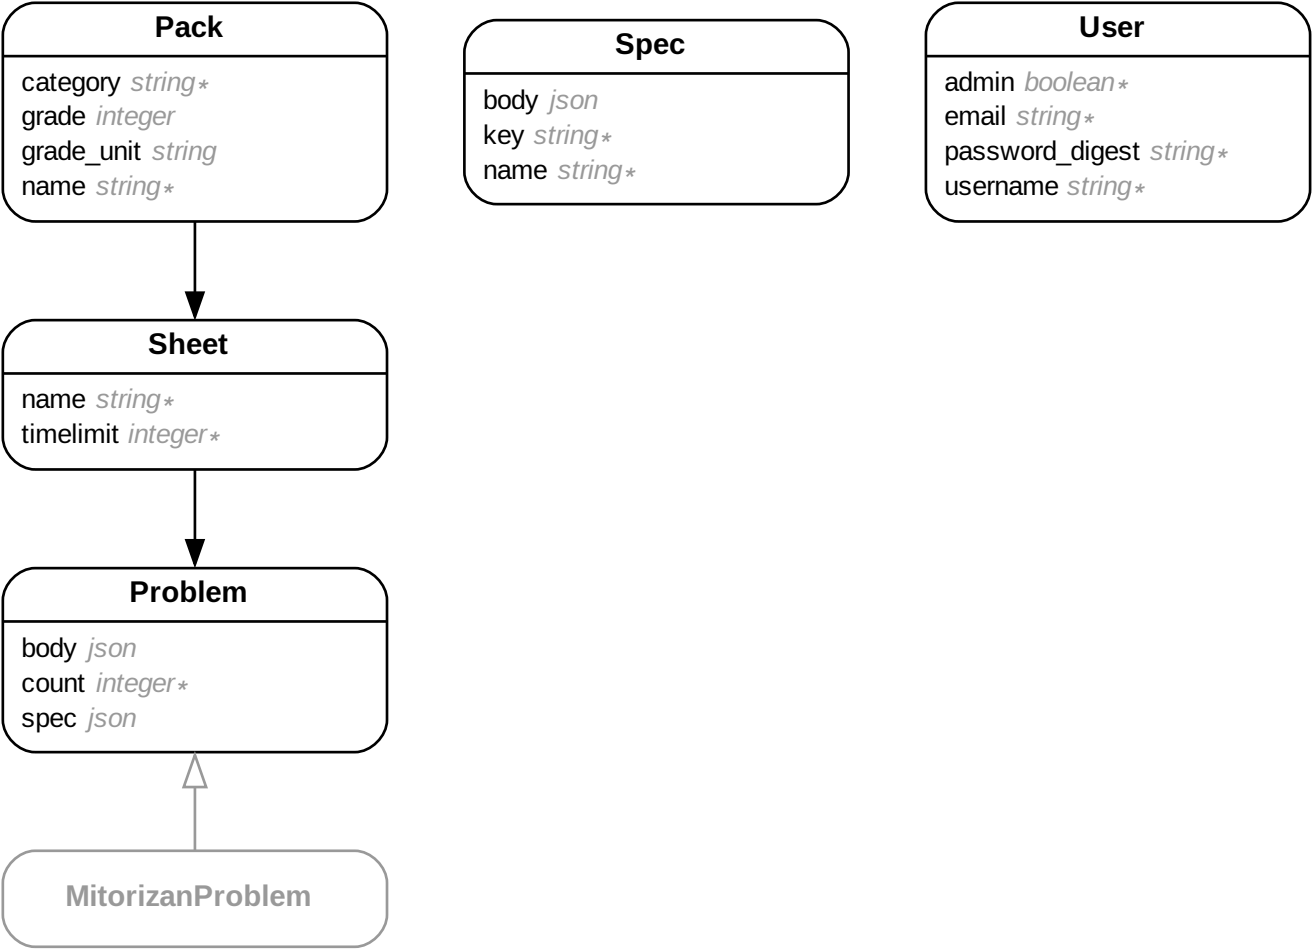 Pack
category string*
grade integer
grade_unit string
name string*
Spec
body json
key string*
name string*
User
admin boolean*
email string*
password_digest string*
username string*
Sheet
name string*
timelimit integer*
Problem
body json
count integer*
spec json
MitorizanProblem